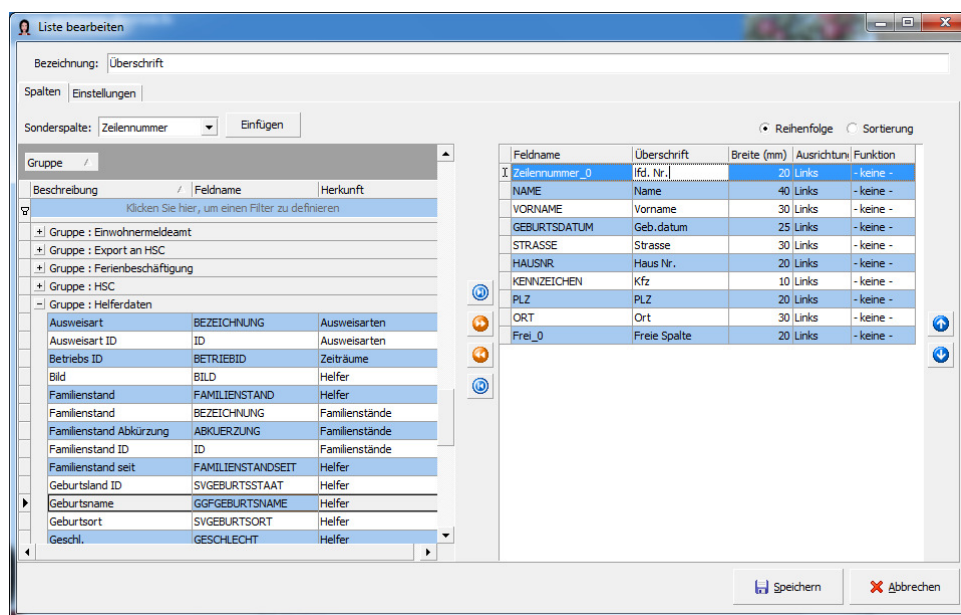 Liste bearbeiten
Bezeichnung: Überschrift
Spalten Einstellungen
Sonderspalte: Zeilennummer Einfügen
Reihenfolge Sortierung
Gruppe
Beschreibung Feldname Herkunft
Klicken Sie hier, um einen Filter zu definieren
Gruppe : Einwohnermeldeamt
Gruppe : Export an HSC
Gruppe : Ferienbeschäftigung
Gruppe : HSC
Gruppe : Helferdaten
Ausweisart BEZEICHNUNG Ausweisarten
Ausweisart ID ID Ausweisarten
Betriebs ID BETRIEBID Zeiträume
Bild BILD Helfer
Familienstand FAMILIENSTAND Helfer
Familienstand BEZEICHNUNG Familienstände
Familienstand Abkürzung ABKUERZUNG Familienstände
Familienstand ID ID Familienstände
Familienstand seit FAMILIENSTANDSEIT Helfer
Geburtsland ID SVGEBURTSSTAAT Helfer
Geburtsname GGFGEBURTSNAME Helfer
Geburtsort SVGEBURTSORT Helfer
Geschl. GESCHLECHT Helfer
Feldname Überschrift Breite (mm) Ausrichtun Funktion
Zeilennummer_0 lfd. Nr. 20 Links - keine -
NAME Name 40 Links - keine -
VORNAME Vorname 30 Links - keine -
GEBURTSDATUM Geb.datum 25 Links - keine -
STRASSE Strasse 30 Links - keine -
HAUSNR Haus Nr. 20 Links - keine -
KENNZEICHEN Kfz 10 Links - keine -
PLZ PLZ 20 Links - keine -
ORT Ort 30 Links - keine -
Frei_0 Freie Spalte 20 Links - keine -
Speichern Abbrechen